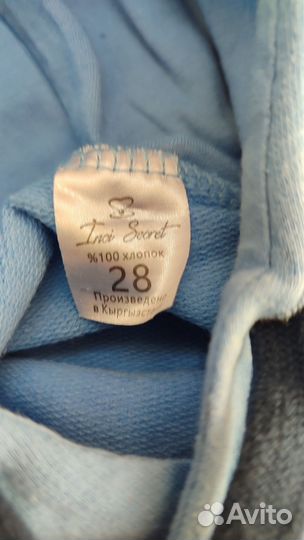 Inci Secret
%100 хлопок
28
Произведено
в Кыргызстане
Avito